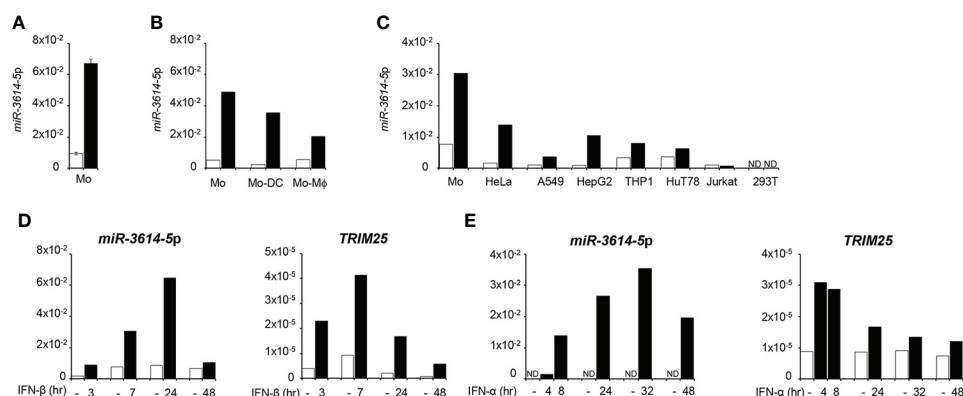 A
8x10-2
6x10-2
4x10-2
2x10-2
0
miR-3614-5p
Mo
B
8x10-2
6x10-2
4x10-2
2x10-2
0
miR-3614-5p
Mo Mo-DC Mo-Mϕ
C
4x10-2
3x10-2
2x10-2
1x10-2
0
miR-3614-5p
ND ND
Mo HeLa A549 HepG2 THP1 HuT78 Jurkat 293T
D
miR-3614-5p
8x10-2
6x10-2
4x10-2
2x10-2
0
IFN-β (hr) - 3 - 7 - 24 - 48
TRIM25
5x10-5
4x10-5
3x10-5
2x10-5
1x10-5
0
IFN-β (hr) - 3 - 7 - 24 - 48
E
miR-3614-5p
4x10-2
3x10-2
2x10-2
1x10-2
0
ND ND ND ND
IFN-α (hr) - 4 8 - 24 - 32 - 48
TRIM25
4x10-5
3x10-5
2x10-5
1x10-5
0
IFN-α (hr) - 4 8 - 24 - 32 - 48